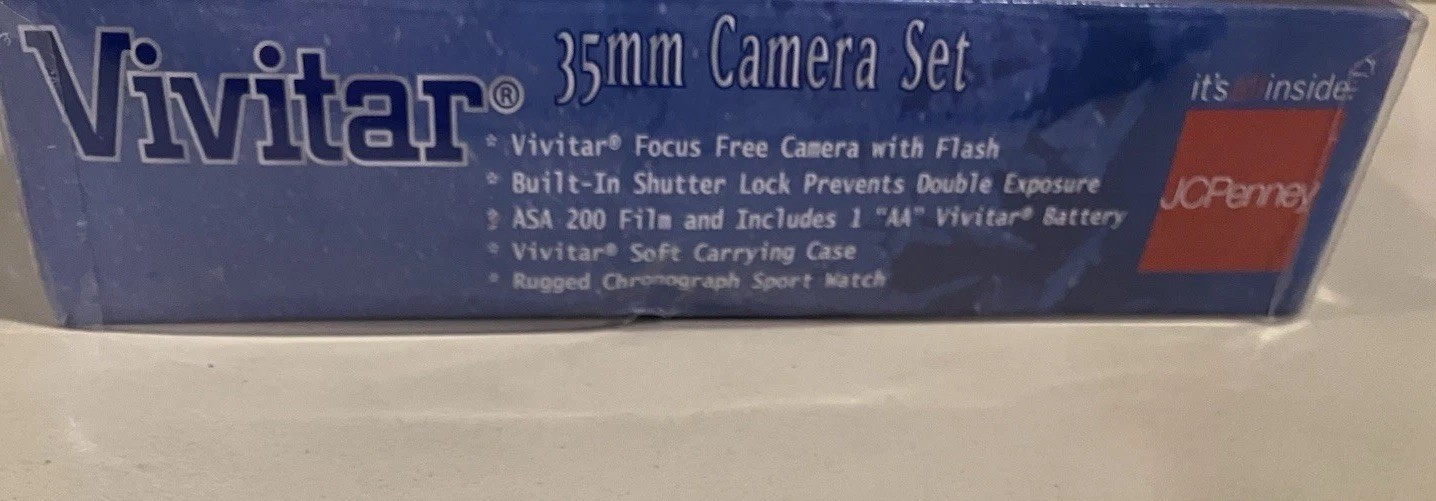 Vivitar®
35mm Camera Set
* Vivitar® Focus Free Camera with Flash
* Built-In Shutter Lock Prevents Double Exposure
* ASA 200 Film and Includes 1 "AA" Vivitar® Battery
* Vivitar® Soft Carrying Case
* Rugged Chronograph Sport Watch
it's all inside.
JCPenney